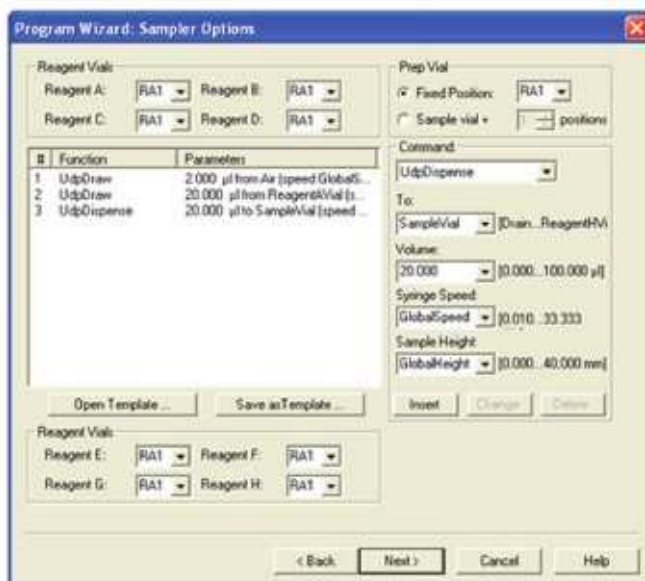 Program Wizard: Sampler Options
Reagent Vials
Reagent A: RA1 Reagent B: RA1
Reagent C: RA1 Reagent D: RA1
# Function Parameters
1 UdpDraw 2.000 µl from Air (speed GlobalS...
2 UdpDraw 20.000 µl from ReagentAVial (s...
3 UdpDispense 20.000 µl to SampleVial (speed ...
Open Template ... Save as Template ...
Reagent Vials
Reagent E: RA1 Reagent F: RA1
Reagent G: RA1 Reagent H: RA1
Prep Vial
Fixed Position: RA1
Sample vial + 1 positions
Command:
UdpDispense
To:
SampleVial [Drain...ReagentHVi
Volume:
20.000 [0.000...100.000 µl]
Syringe Speed:
GlobalSpeed [0.010...33.333
Sample Height:
GlobalHeight [0.000...40.000 mm]
Insert Change Delete
< Back Next > Cancel Help